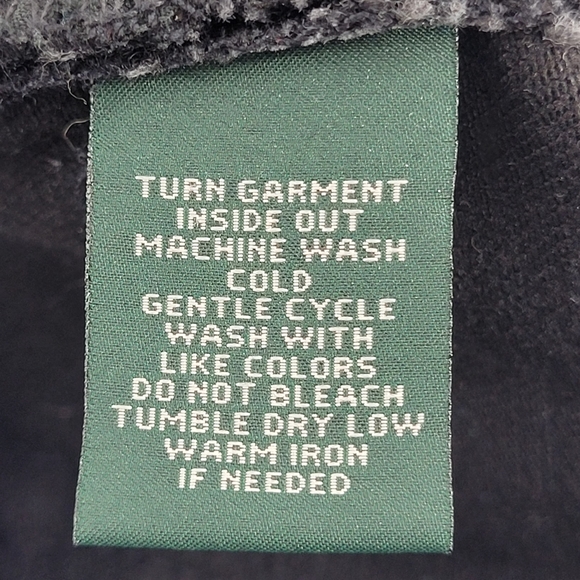 TURN GARMENT
INSIDE OUT
MACHINE WASH
COLD
GENTLE CYCLE
WASH WITH
LIKE COLORS
DO NOT BLEACH
TUMBLE DRY LOW
WARM IRON
IF NEEDED